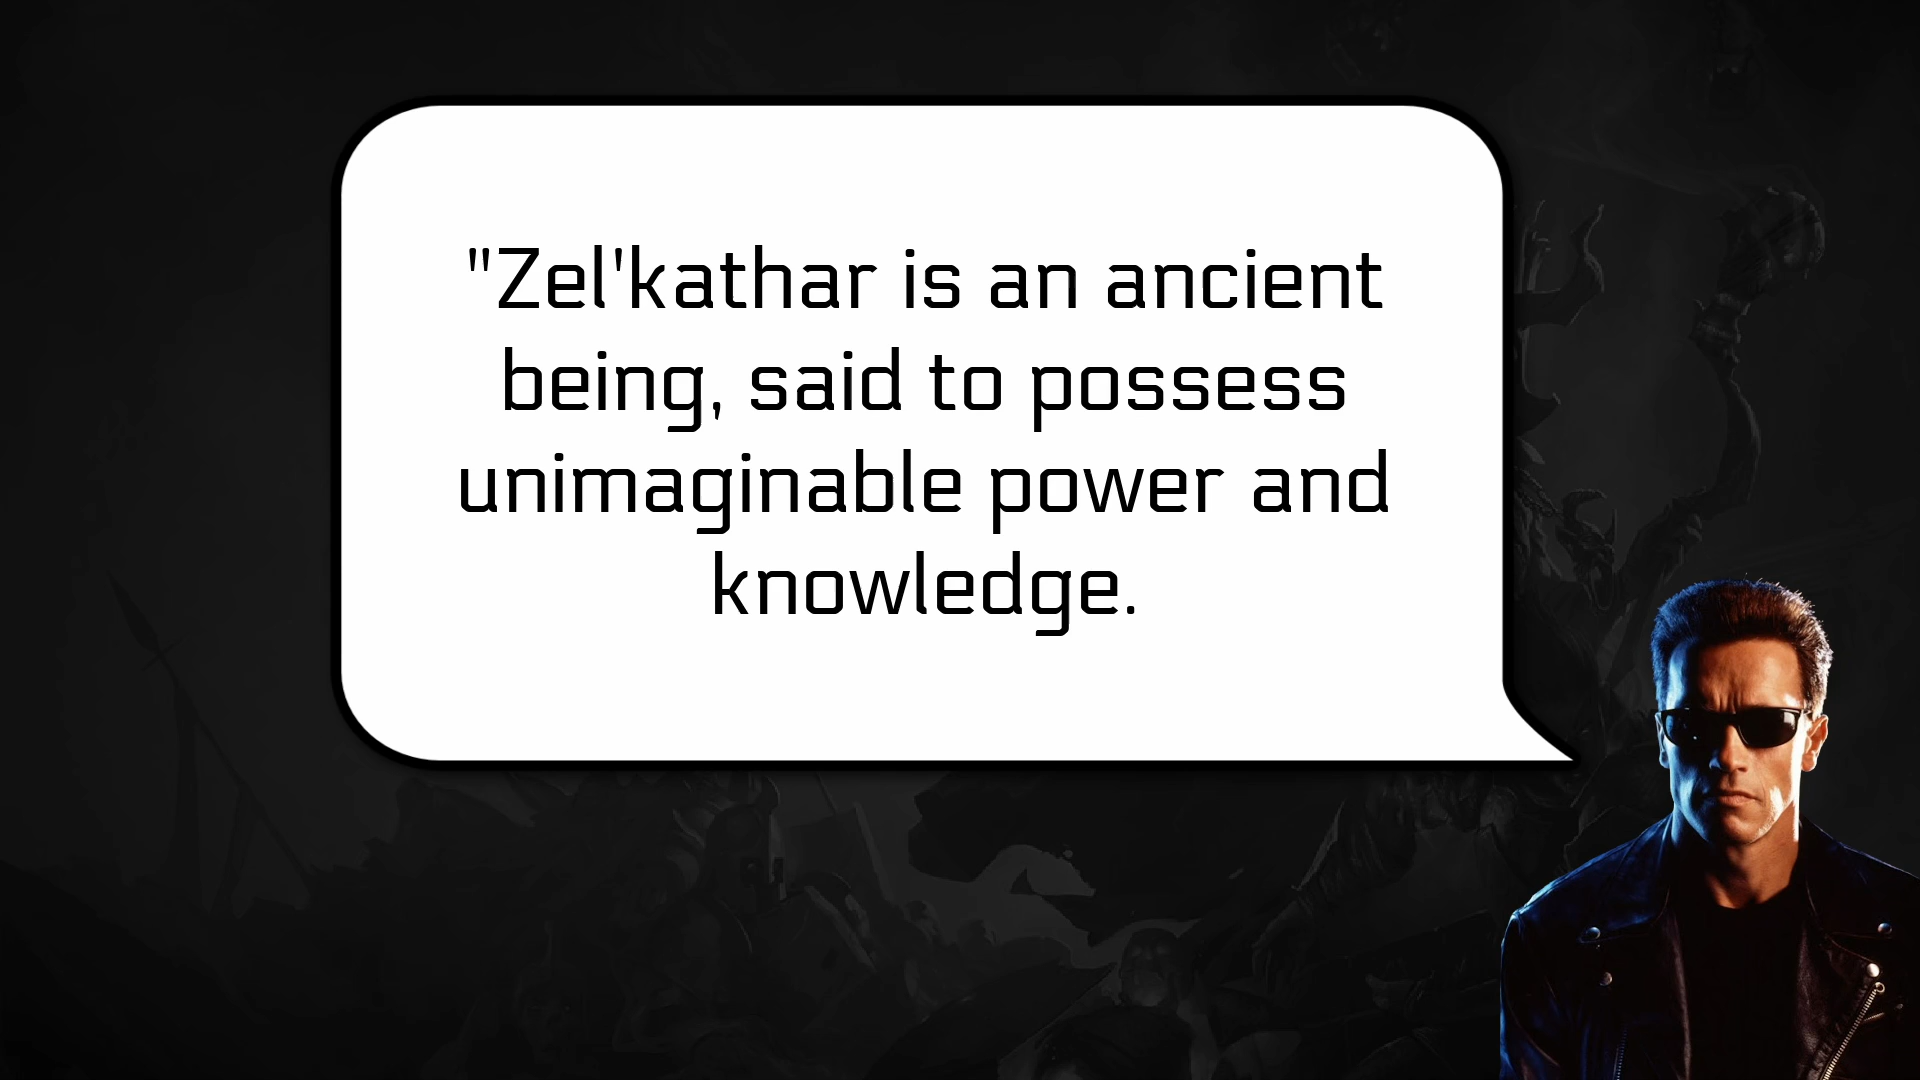 "Zel'kathar is an ancient
being, said to possess
unimaginable power and
knowledge.